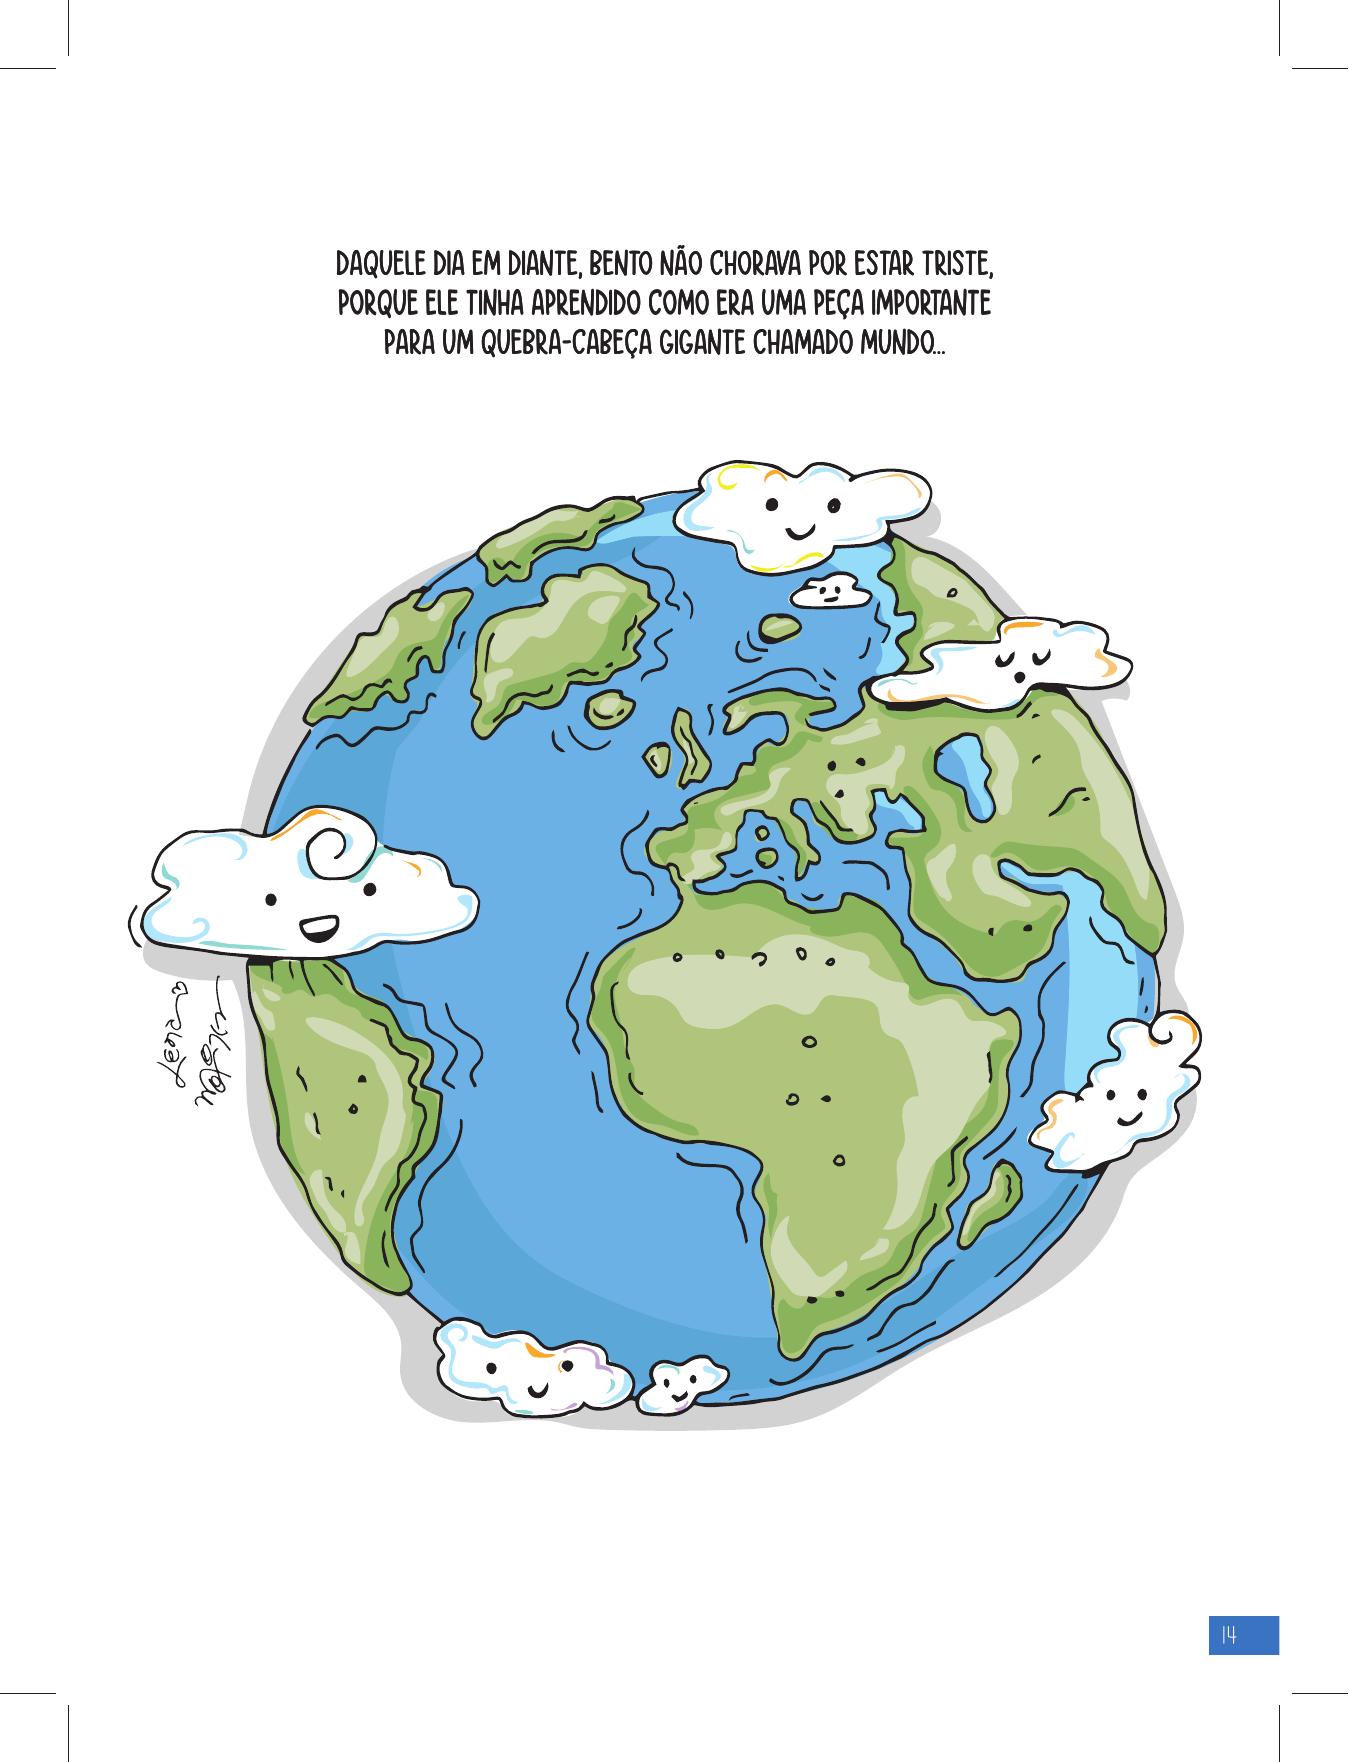 DAQUELE DIA EM DIANTE, BENTO NÃO CHORAVA POR ESTAR TRISTE,
PORQUE ELE TINHA APRENDIDO COMO ERA UMA PEÇA IMPORTANTE
PARA UM QUEBRA-CABEÇA GIGANTE CHAMADO MUNDO...
14